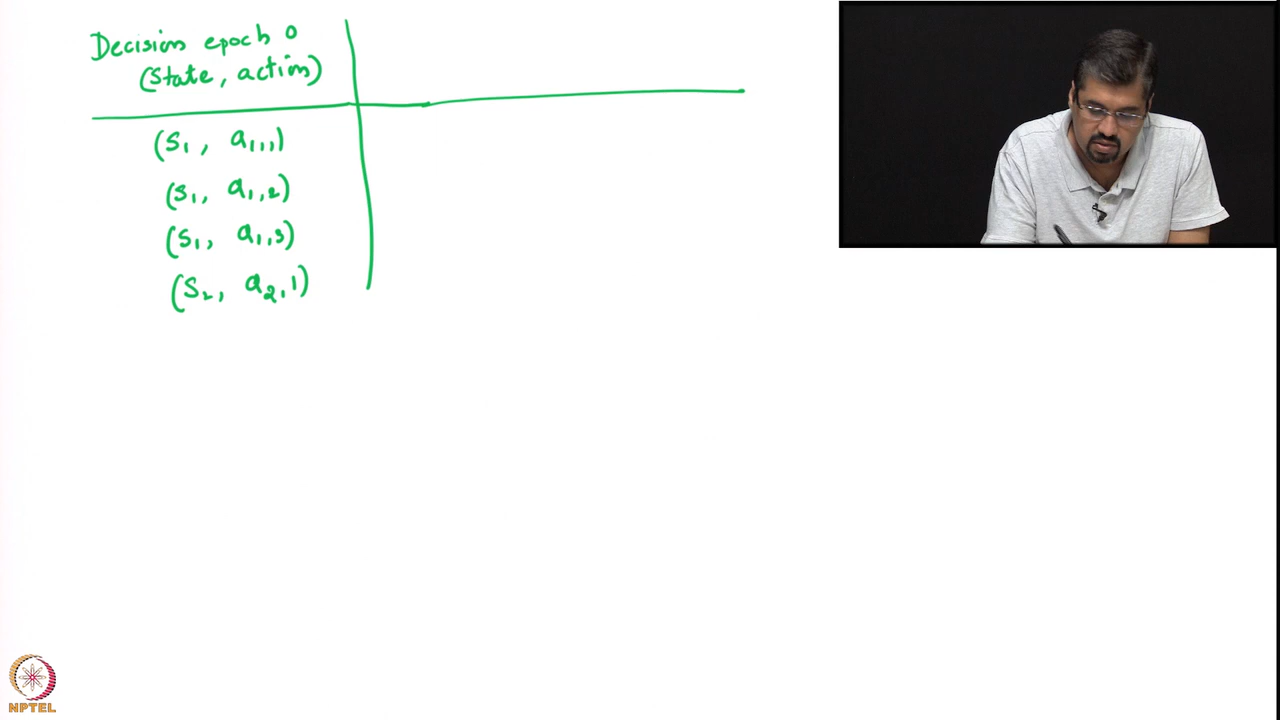 Decision epoch 0
(State, action)
(s₁, a₁,₁)
(s₁, a₁,₂)
(s₁, a₁,₃)
(s₂, a₂,1)
NPTEL